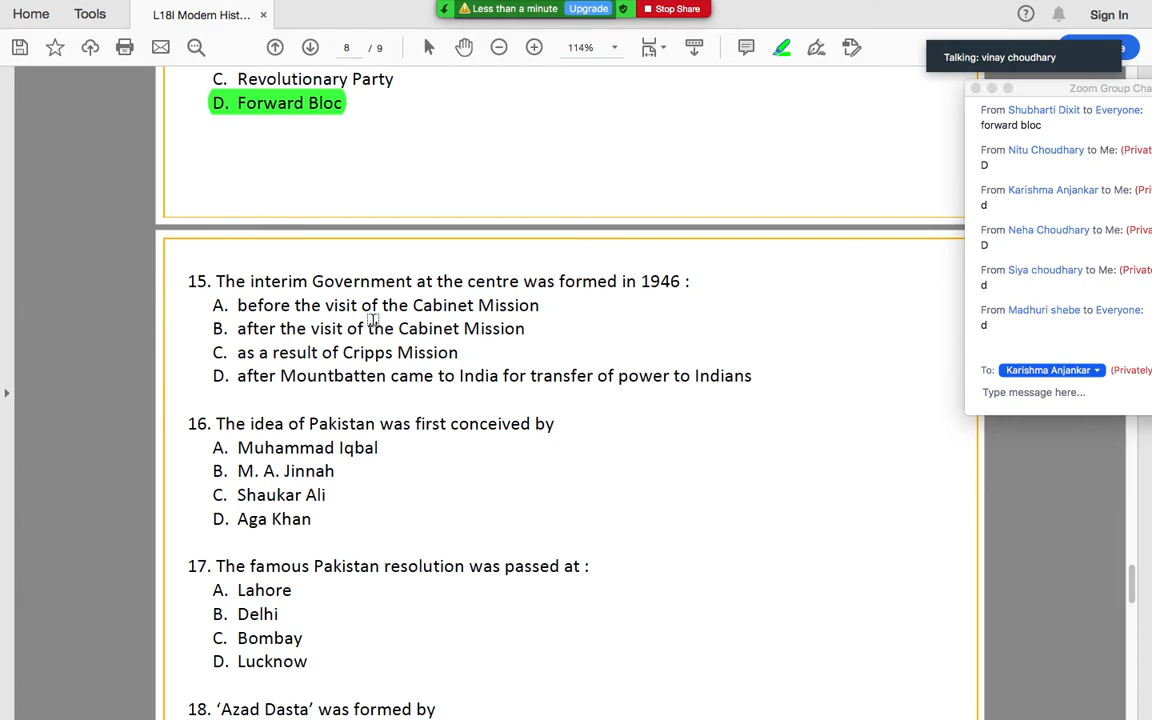 Home Tools L18I Modern Hist... ×
Less than a minute Upgrade Stop Share
Sign In
8 / 9 114%
Talking: vinay choudhary
C. Revolutionary Party
D. Forward Bloc
15. The interim Government at the centre was formed in 1946 :
A. before the visit of the Cabinet Mission
B. after the visit of the Cabinet Mission
C. as a result of Cripps Mission
D. after Mountbatten came to India for transfer of power to Indians
16. The idea of Pakistan was first conceived by
A. Muhammad Iqbal
B. M. A. Jinnah
C. Shaukar Ali
D. Aga Khan
17. The famous Pakistan resolution was passed at :
A. Lahore
B. Delhi
C. Bombay
D. Lucknow
18. ‘Azad Dasta’ was formed by
Zoom Group Cha
From Shubharti Dixit to Everyone:
forward bloc
From Nitu Choudhary to Me: (Privat
D
From Karishma Anjankar to Me: (Pri
d
From Neha Choudhary to Me: (Priva
D
From Siya choudhary to Me: (Privat
d
From Madhuri shebe to Everyone:
d
To: Karishma Anjankar (Privately
Type message here...